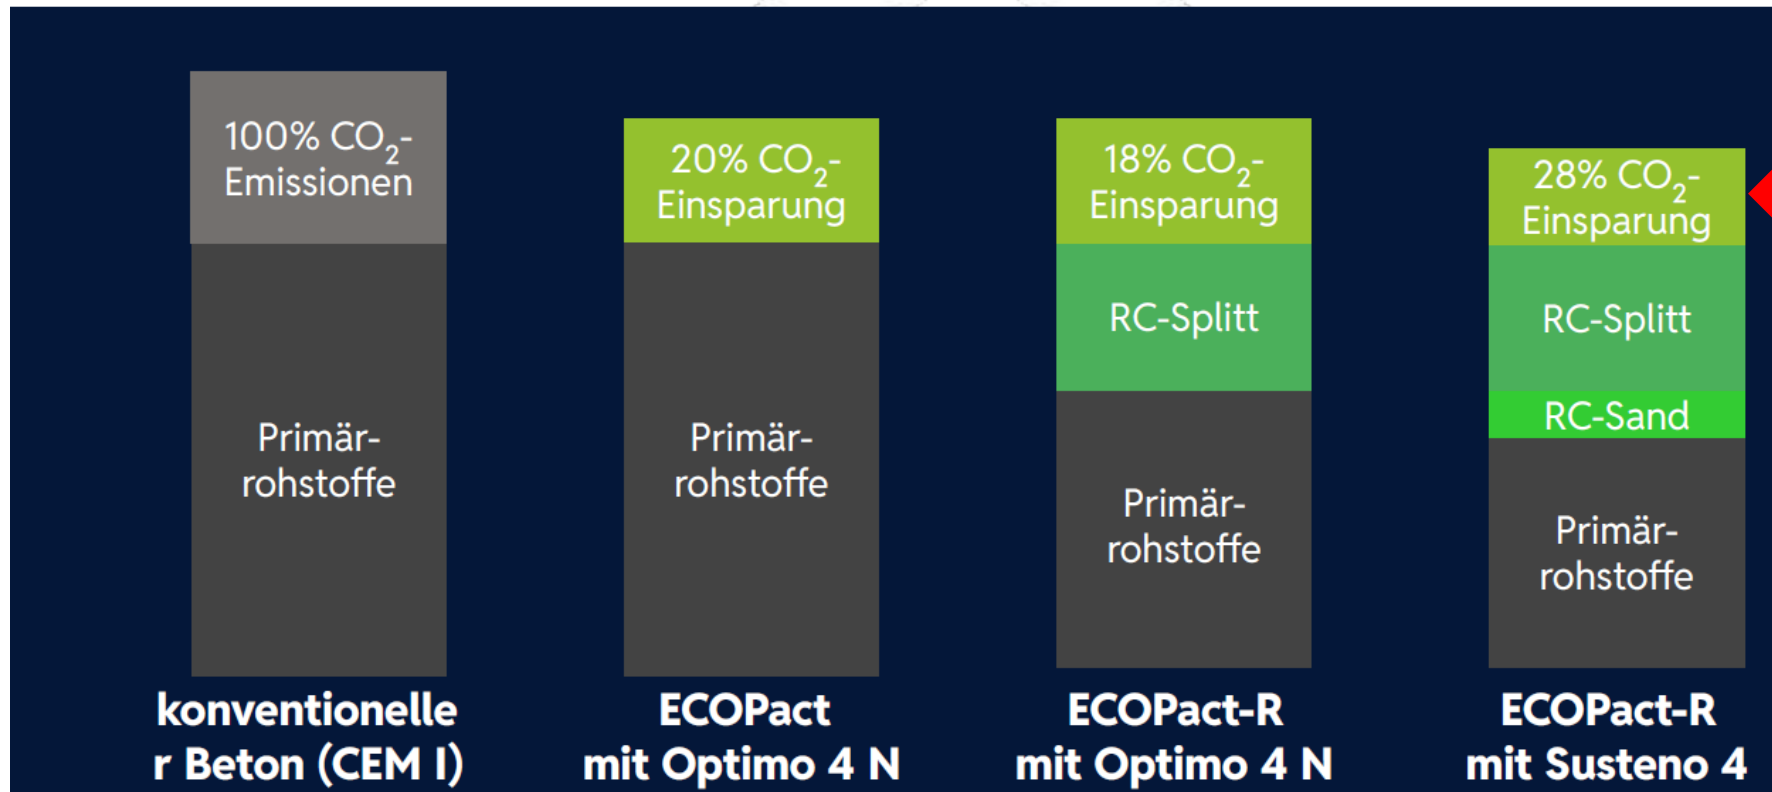 100% CO₂-
Emissionen
Primär-
rohstoffe
konventionelle
r Beton (CEM I)
20% CO₂-
Einsparung
Primär-
rohstoffe
ECOPact
mit Optimo 4 N
18% CO₂-
Einsparung
RC-Splitt
Primär-
rohstoffe
ECOPact-R
mit Optimo 4 N
28% CO₂-
Einsparung
RC-Splitt
RC-Sand
Primär-
rohstoffe
ECOPact-R
mit Susteno 4